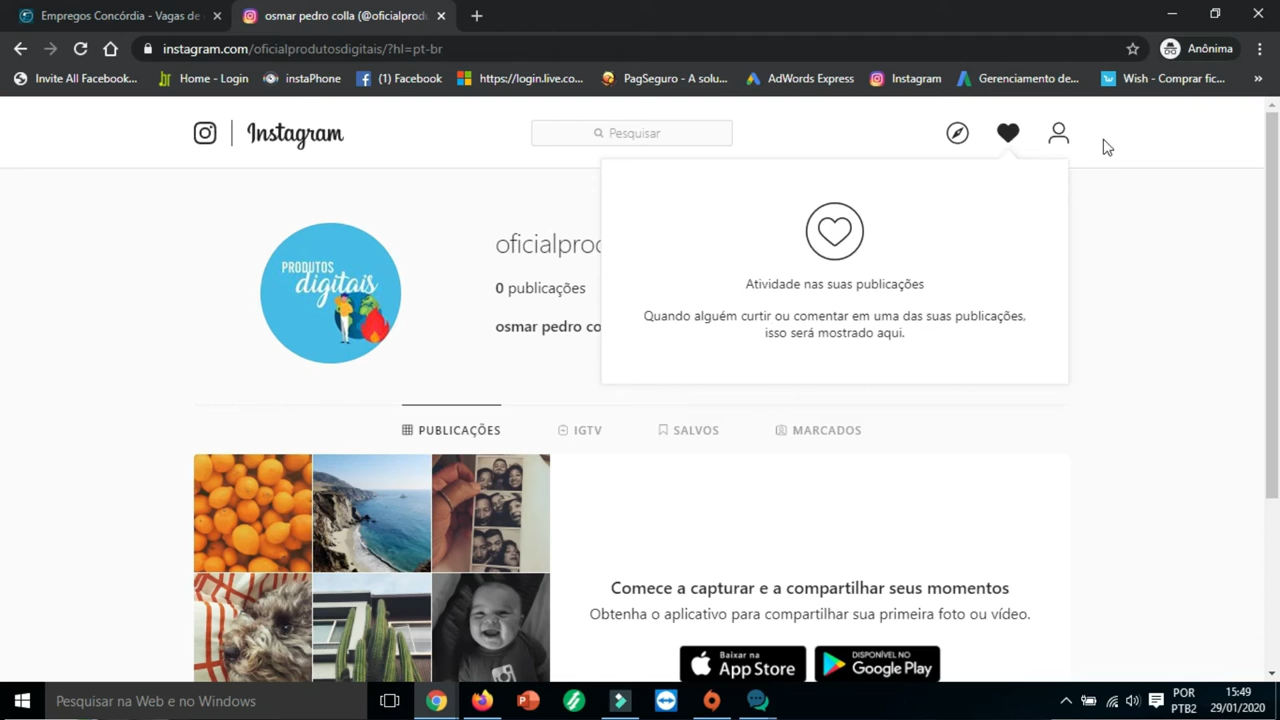 Empregos Concórdia - Vagas de
osmar pedro colla (@oficialprodu
instagram.com/oficialprodutosdigitais/?hl=pt-br
Anônima
Invite All Facebook...
Home - Login
instaPhone
(1) Facebook
https://login.live.co...
PagSeguro - A solu...
AdWords Express
Instagram
Gerenciamento de...
Wish - Comprar fic...
Instagram
Pesquisar
oficialprod
0 publicações
osmar pedro co
PRODUTOS
digitais
Atividade nas suas publicações
Quando alguém curtir ou comentar em uma das suas publicações,
isso será mostrado aqui.
PUBLICAÇÕES
IGTV
SALVOS
MARCADOS
Comece a capturar e a compartilhar seus momentos
Obtenha o aplicativo para compartilhar sua primeira foto ou vídeo.
Baixar na
App Store
DISPONÍVEL NO
Google Play
Pesquisar na Web e no Windows
POR
PTB2
15:49
29/01/2020